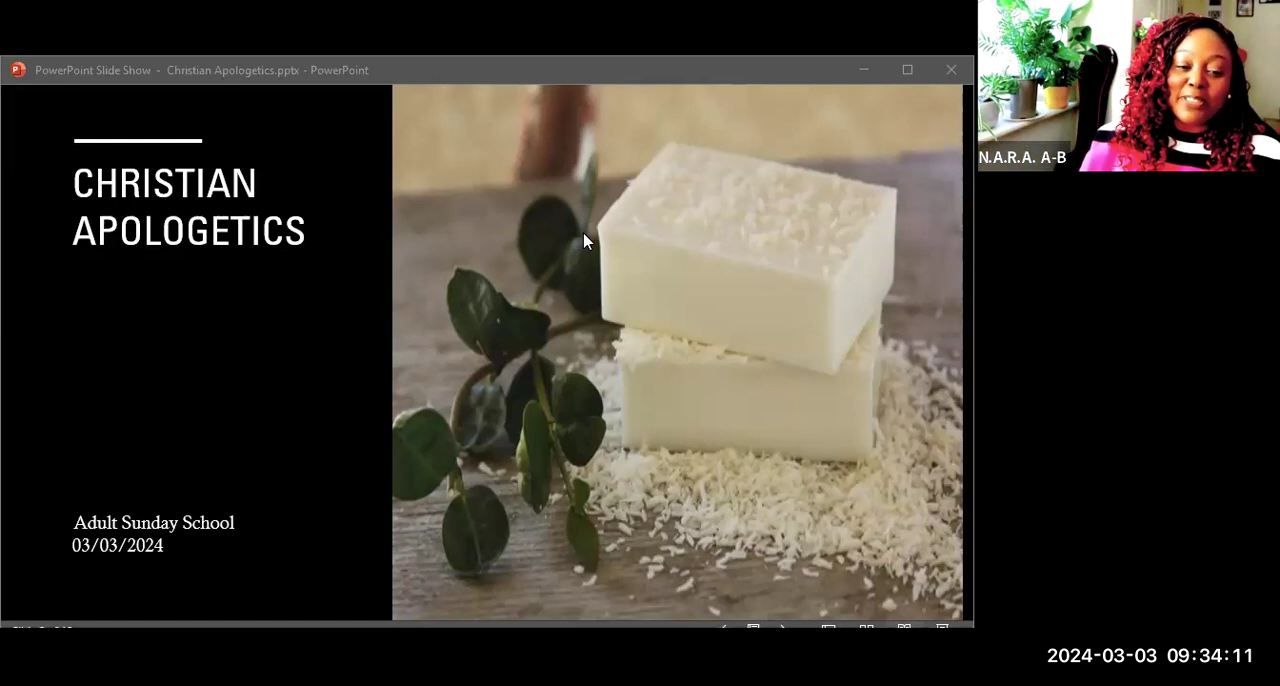 PowerPoint Slide Show - Christian Apologetics.pptx - PowerPoint
CHRISTIAN
APOLOGETICS
Adult Sunday School
03/03/2024
N.A.R.A. A-B
2024-03-03 09:34:11